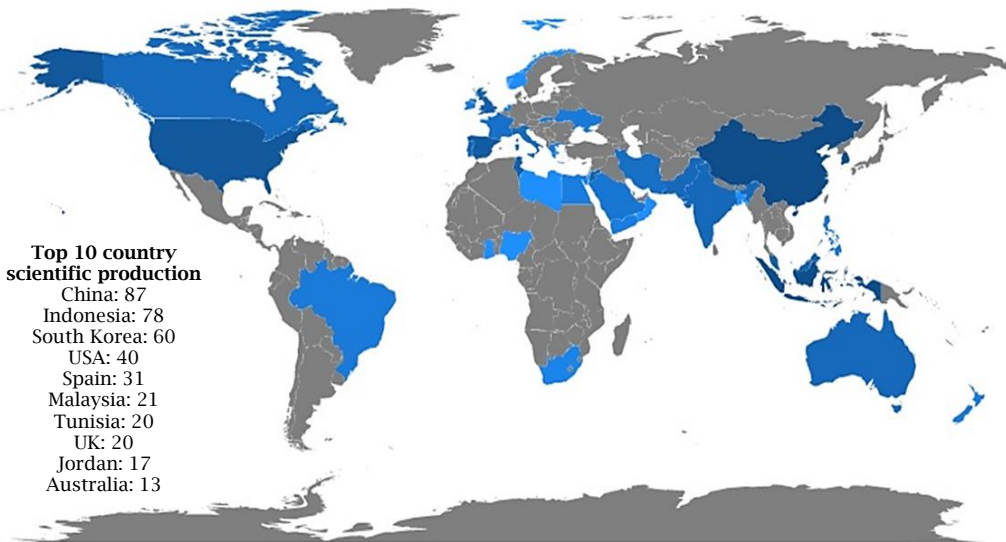 Top 10 country
scientific production
China: 87
Indonesia: 78
South Korea: 60
USA: 40
Spain: 31
Malaysia: 21
Tunisia: 20
UK: 20
Jordan: 17
Australia: 13